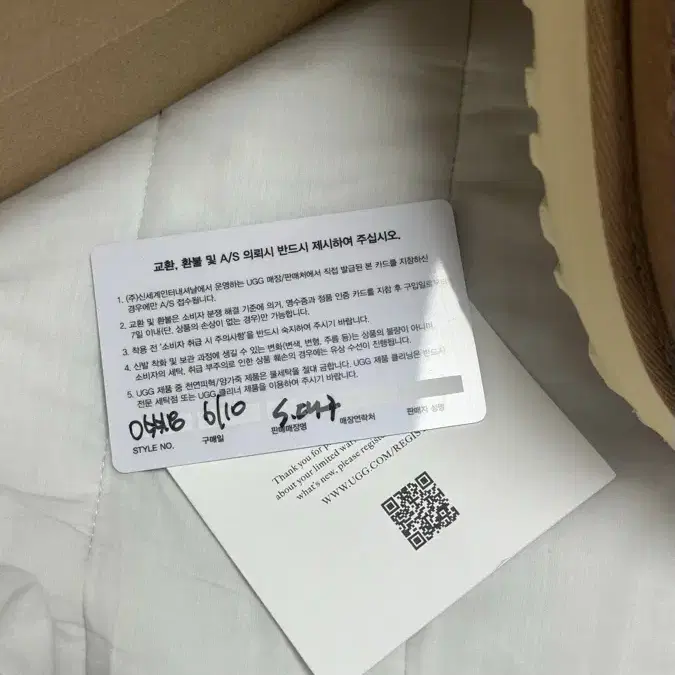 교환, 환불 및 A/S 의뢰시 반드시 제시하여 주십시오.
1. (주)신세계인터내셔날에서 운영하는 UGG 매장/판매처에서 직접 발급된 본 카드를 지참하신
경우에만 A/S 접수됩니다.
2. 교환 및 환불은 소비자 분쟁 해결 기준에 의거, 영수증과 정품 인증 카드를 지참 후 구입일로부터
7일 이내(단, 상품의 손상이 없는 경우)만 가능합니다.
3. 착용 전 '소비자 취급 시 주의사항'을 반드시 숙지하여 주시기 바랍니다.
4. 신발 착화 및 보관 과정에 생길 수 있는 변화(변색, 변형, 주름 등)는 상품의 불량이 아니며,
소비자의 세탁, 취급 부주의로 인한 상품 훼손의 경우에는 유상 수선이 진행됩니다.
5. UGG 제품 중 천연피혁/양가죽 제품은 물세탁을 절대 금합니다. UGG 제품 클리닝은 반드시
전문 세탁점 또는 UGG 클리너 제품을 이용하여 주시기 바랍니다.
6/10 S.대구
STYLE NO. 구매일 판매매장명 매장연락처 판매자 성명
Thank you for
about your limited
what's new, please register
WWW.UGG.COM/REGIS